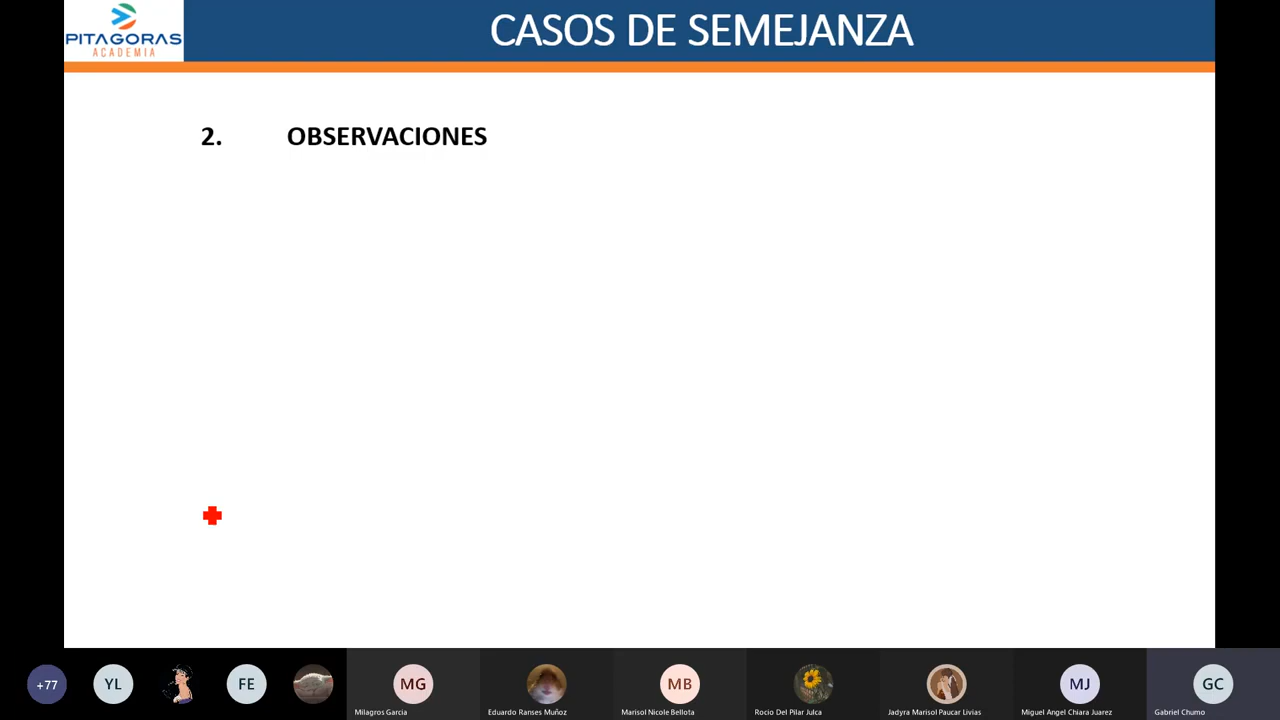 PITAGORAS
ACADEMIA
CASOS DE SEMEJANZA
2. OBSERVACIONES
+77
YL
FE
MG
Milagros Garcia
Eduardo Ranses Muñoz
MB
Marisol Nicole Bellota
Rocio Del Pilar Julca
Jadyra Marisol Paucar Livias
MJ
Miguel Angel Chiara Juarez
GC
Gabriel Chumo